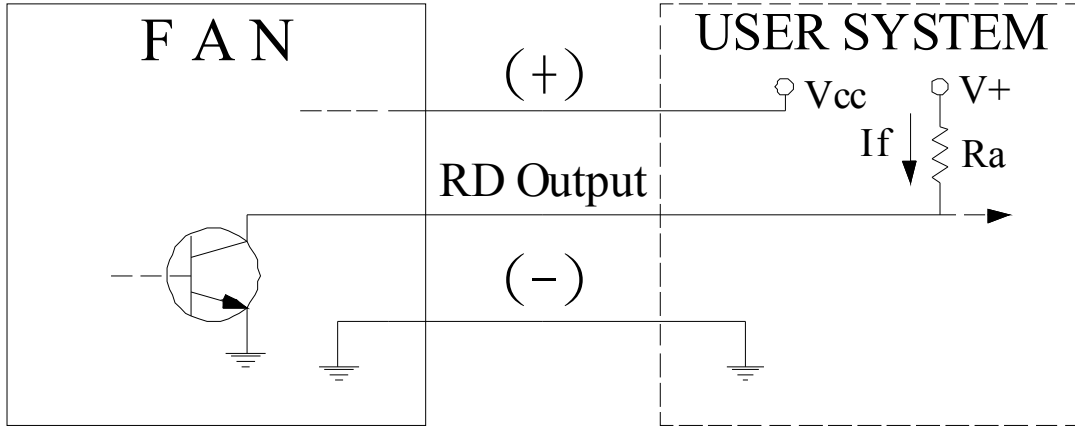 F A N
USER SYSTEM
(+)
Vcc
V+
If
Ra
RD Output
(−)